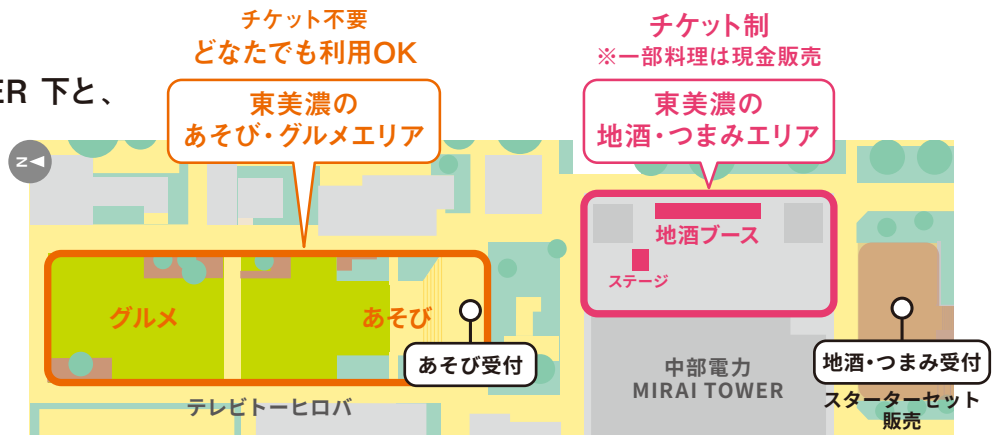 チケット不要
どなたでも利用OK
東美濃の
あそび・グルメエリア
チケット制
※一部料理は現金販売
東美濃の
地酒・つまみエリア
ER 下と、
N
地酒ブース
ステージ
グルメ
あそび
あそび受付
テレビトーヒロバ
中部電力
MIRAI TOWER
地酒・つまみ受付
スターターセット
販売